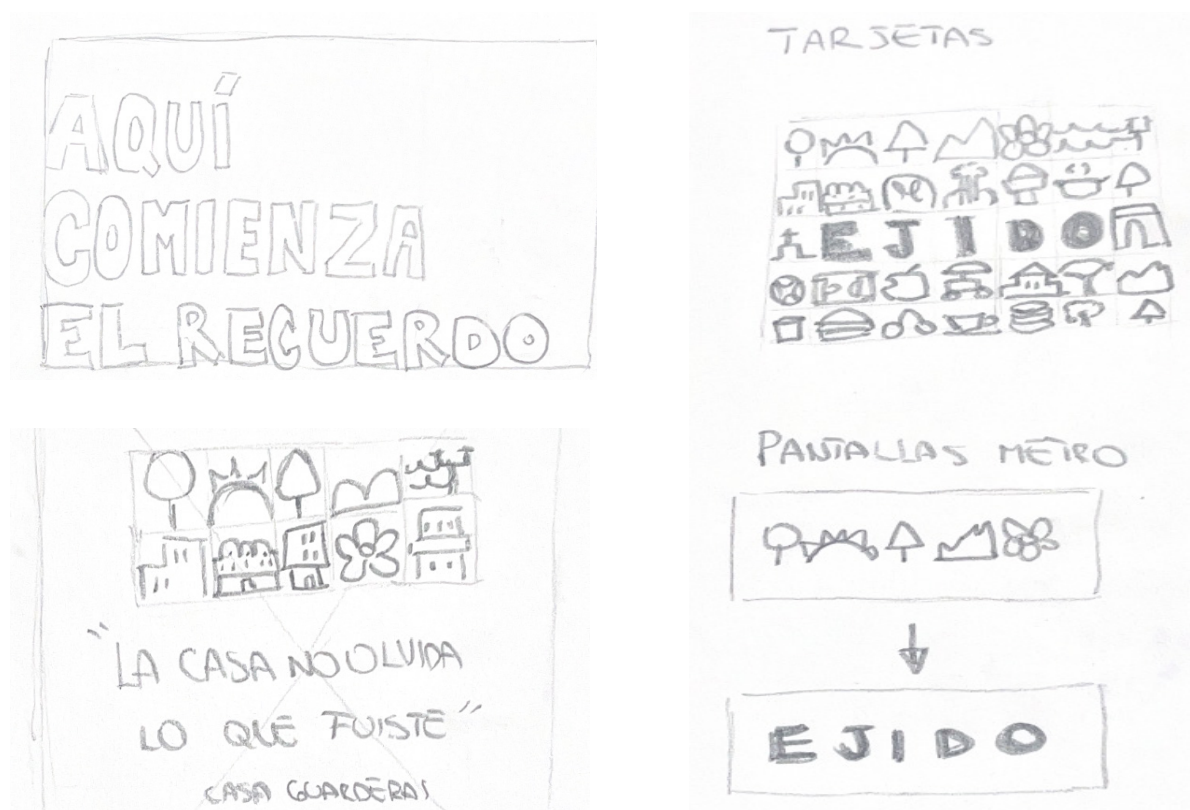 AQUÍ
COMIENZA
EL RECUERDO
"LA CASA NO OLVIDA
LO QUE FUISTE"
CASA GUARDERAS
TARJETAS
EJIDO
PANTALLAS METRO
EJIDO